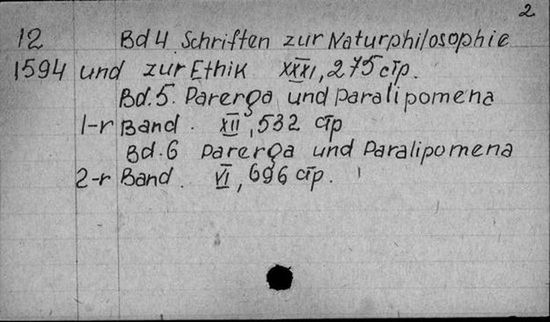 2
12 Bd 4 Schriften zur Naturphilosophie
1594 und zur Ethik XXXI, 275 стр.
Bd. 5. Parerga und Paralipomena
1-r Band. XII, 532 стр
Bd. 6 Parerga und Paralipomena
2-r Band. VI, 696 стр.